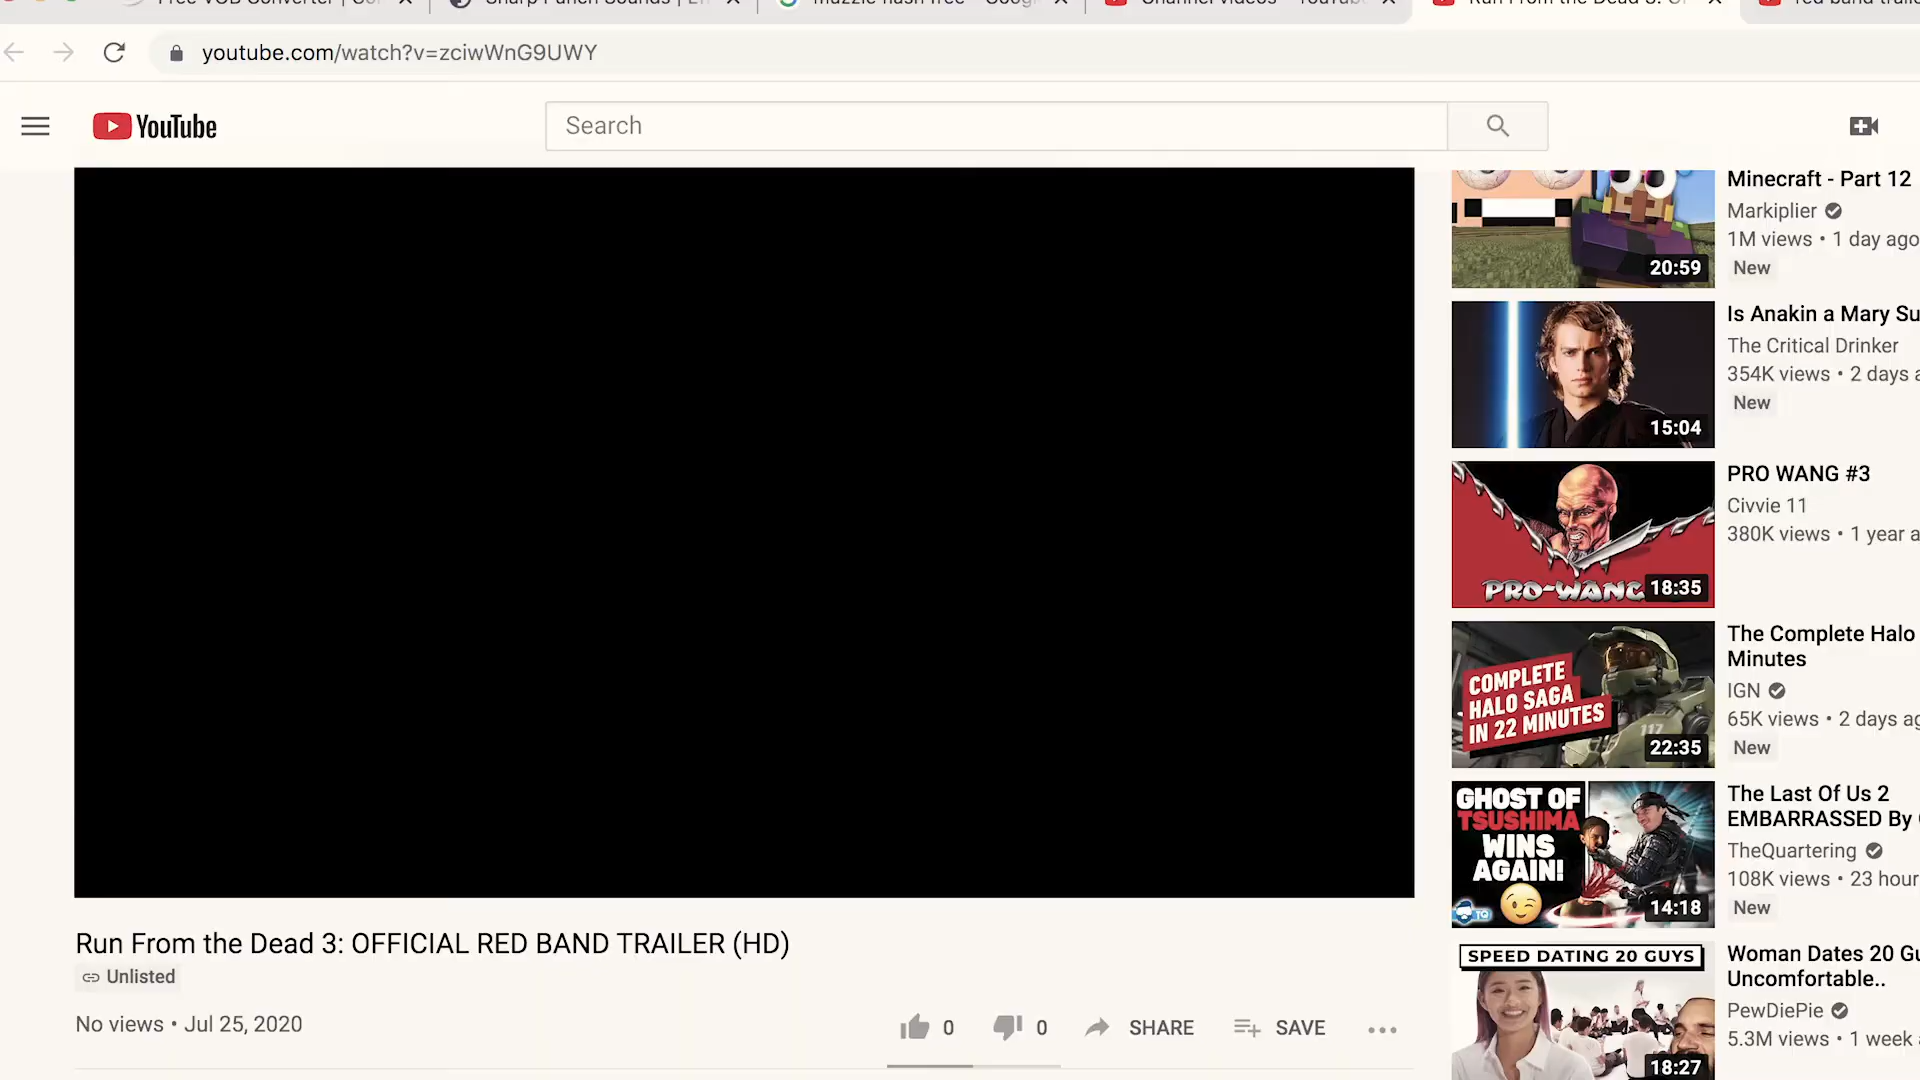 youtube.com/watch?v=zciwWnG9UWY
YouTube
Search
Minecraft - Part 12
Markiplier
1M views • 1 day ago
New
20:59
Is Anakin a Mary Su
The Critical Drinker
354K views • 2 days a
New
15:04
PRO WANG #3
Civvie 11
380K views • 1 year a
PRO-WANG
18:35
The Complete Halo
Minutes
IGN
65K views • 2 days ag
New
COMPLETE
HALO SAGA
IN 22 MINUTES
117
22:35
The Last Of Us 2
EMBARRASSED By
TheQuartering
108K views • 23 hour
New
GHOST OF
TSUSHIMA
WINS
AGAIN!
TQ
14:18
Woman Dates 20 Gu
Uncomfortable..
PewDiePie
5.3M views • 1 week
SPEED DATING 20 GUYS
18:27
Run From the Dead 3: OFFICIAL RED BAND TRAILER (HD)
Unlisted
No views • Jul 25, 2020
0 0 SHARE SAVE